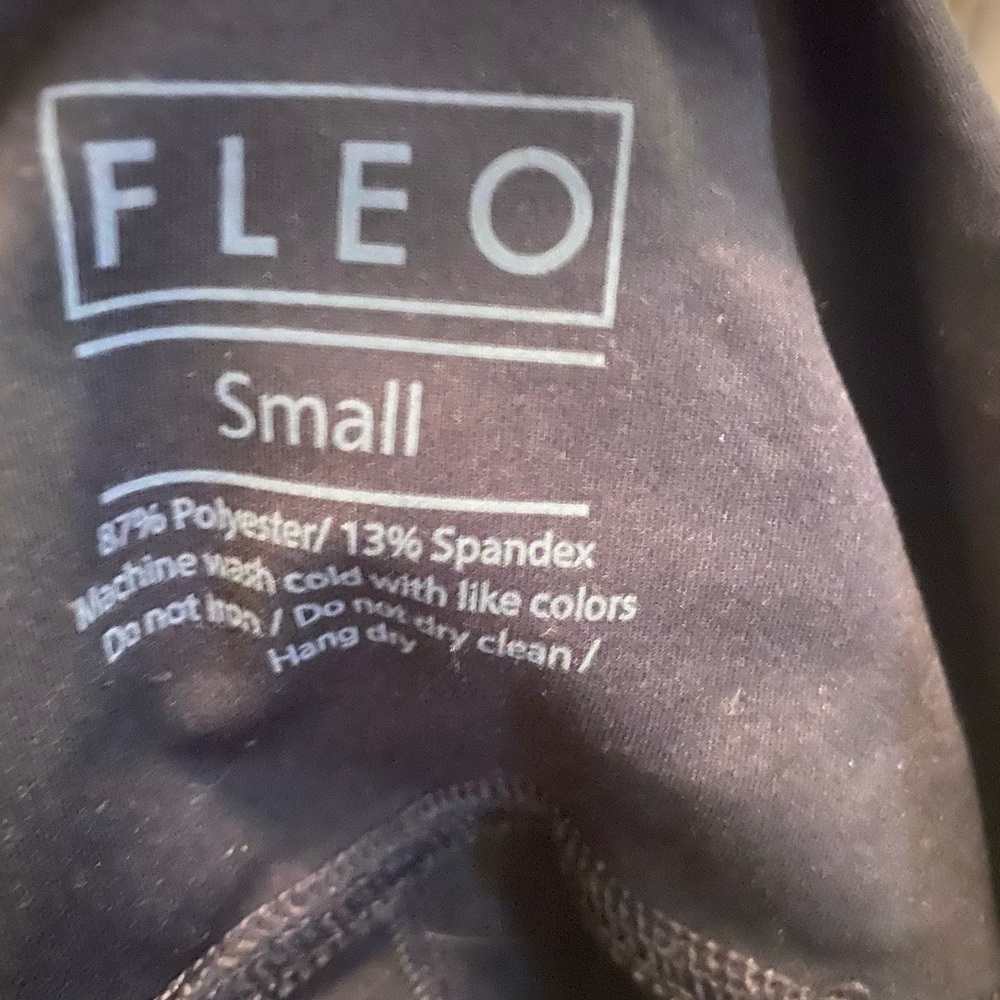 FLEO
Small
87% Polyester/ 13% Spandex
Machine wash cold with like colors
Do not Iron / Do not dry clean /
Hang dry